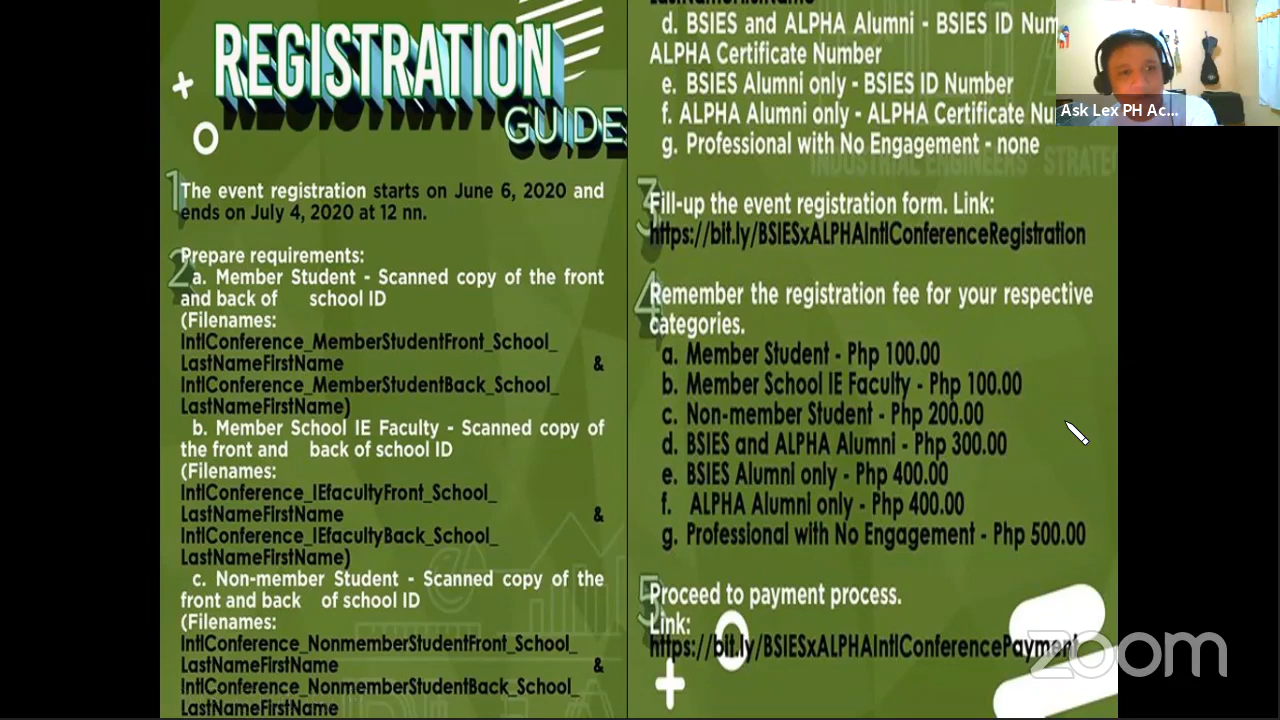 REGISTRATION
GUIDE
1
The event registration starts on June 6, 2020 and
ends on July 4, 2020 at 12 nn.
2
Prepare requirements:
a. Member Student - Scanned copy of the front
and back of school ID
(Filenames:
IntlConference_MemberStudentFront_School_
LastNameFirstName &
IntlConference_MemberStudentBack_School_
LastNameFirstName)
b. Member School IE Faculty - Scanned copy of
the front and back of school ID
(Filenames:
IntlConference_IEfacultyFront_School_
LastNameFirstName &
IntlConference_IEfacultyBack_School_
LastNameFirstName)
c. Non-member Student - Scanned copy of the
front and back of school ID
(Filenames:
IntlConference_NonmemberStudentFront_School_
LastNameFirstName &
IntlConference_NonmemberStudentBack_School_
LastNameFirstName
d. BSIES and ALPHA Alumni - BSIES ID Num
ALPHA Certificate Number
e. BSIES Alumni only - BSIES ID Number
f. ALPHA Alumni only - ALPHA Certificate Nu
g. Professional with No Engagement - none
3
Fill-up the event registration form. Link:
https://bit.ly/BSIESxALPHAIntlConferenceRegistration
4
Remember the registration fee for your respective
categories.
a. Member Student - Php 100.00
b. Member School IE Faculty - Php 100.00
c. Non-member Student - Php 200.00
d. BSIES and ALPHA Alumni - Php 300.00
e. BSIES Alumni only - Php 400.00
f. ALPHA Alumni only - Php 400.00
g. Professional with No Engagement - Php 500.00
5
Proceed to payment process.
Link:
https://bit.ly/BSIESxALPHAIntlConferencePayment
Ask Lex PH Ac...
zoom